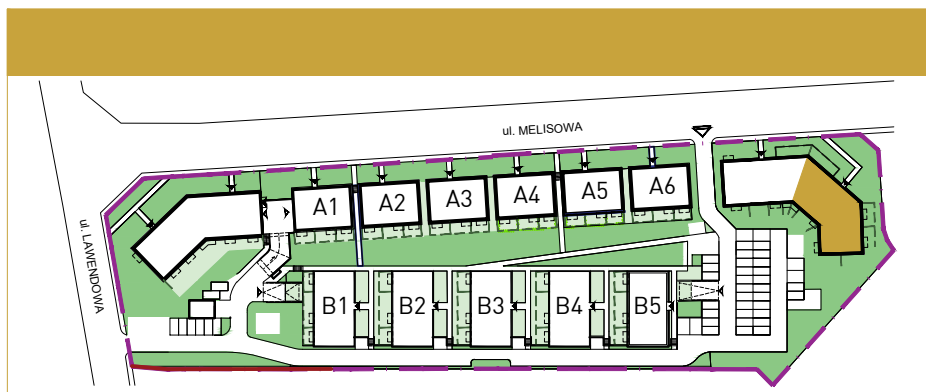 ul. MELISOWA
ul. LAWENDOWA
A1
A2
A3
A4
A5
A6
B1
B2
B3
B4
B5